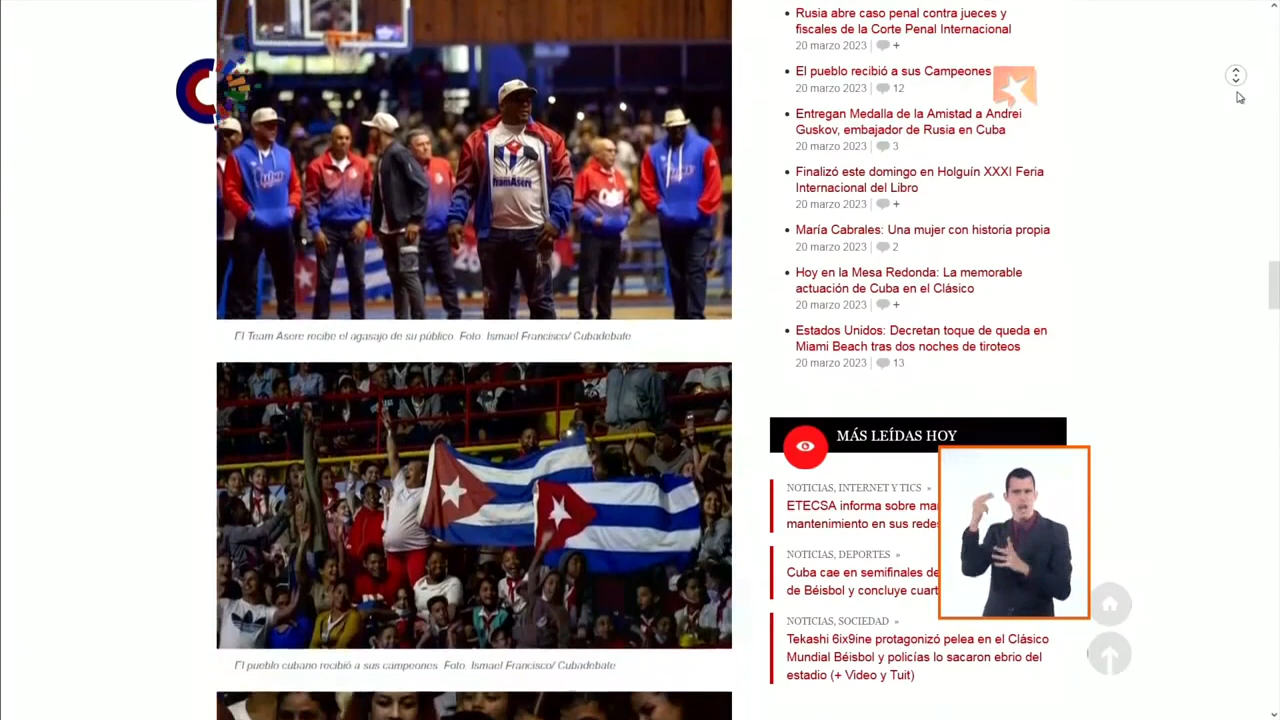 TeamAsere
El Team Asere recibe el agasajo de su público. Foto: Ismael Francisco/ Cubadebate
El pueblo cubano recibió a sus campeones. Foto: Ismael Francisco/ Cubadebate
Rusia abre caso penal contra jueces y
fiscales de la Corte Penal Internacional
20 marzo 2023 | +
El pueblo recibió a sus Campeones
20 marzo 2023 | 12
Entregan Medalla de la Amistad a Andrei
Guskov, embajador de Rusia en Cuba
20 marzo 2023 | 3
Finalizó este domingo en Holguín XXXI Feria
Internacional del Libro
20 marzo 2023 | +
María Cabrales: Una mujer con historia propia
20 marzo 2023 | 2
Hoy en la Mesa Redonda: La memorable
actuación de Cuba en el Clásico
20 marzo 2023 | +
Estados Unidos: Decretan toque de queda en
Miami Beach tras dos noches de tiroteos
20 marzo 2023 | 13
MÁS LEÍDAS HOY
NOTICIAS, INTERNET Y TICS »
ETECSA informa sobre
mantenimiento en sus
NOTICIAS, DEPORTES »
Cuba cae en semifinales de
de Béisbol y concluye
NOTICIAS, SOCIEDAD »
Tekashi 6ix9ine protagonizó pelea en el Clásico
Mundial Béisbol y policías lo sacaron ebrio del
estadio (+ Video y Tuit)